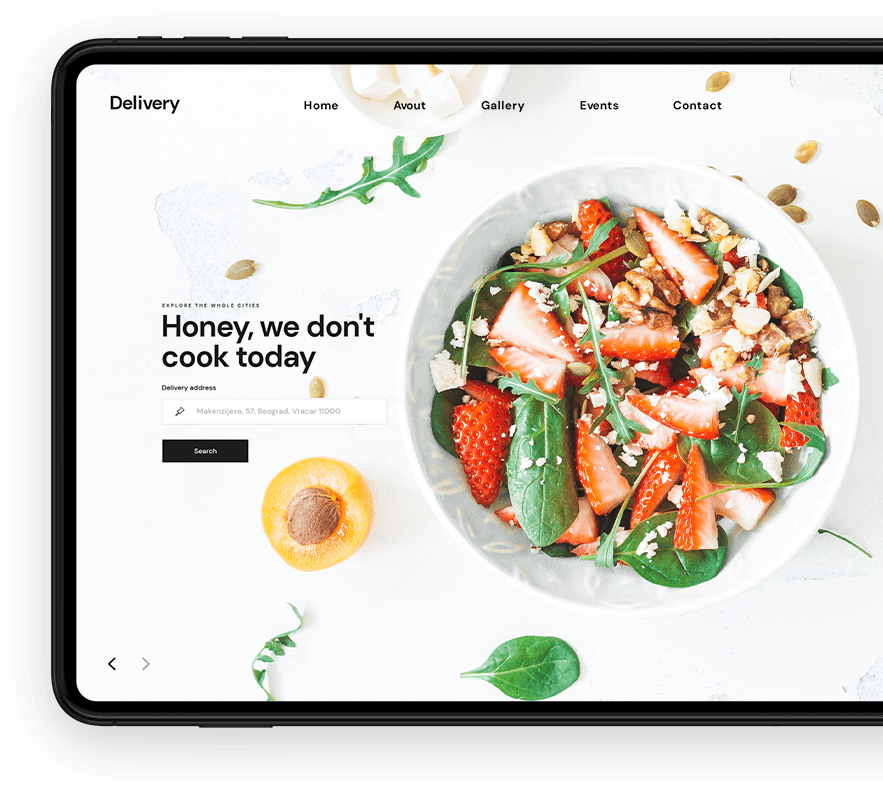 Delivery
Home Avout Gallery Events Contact
EXPLORE THE WHOLE CITIES
Honey, we don't
cook today
Delivery address
Makenzijeva, 57, Beograd, Vracar 11000
Search